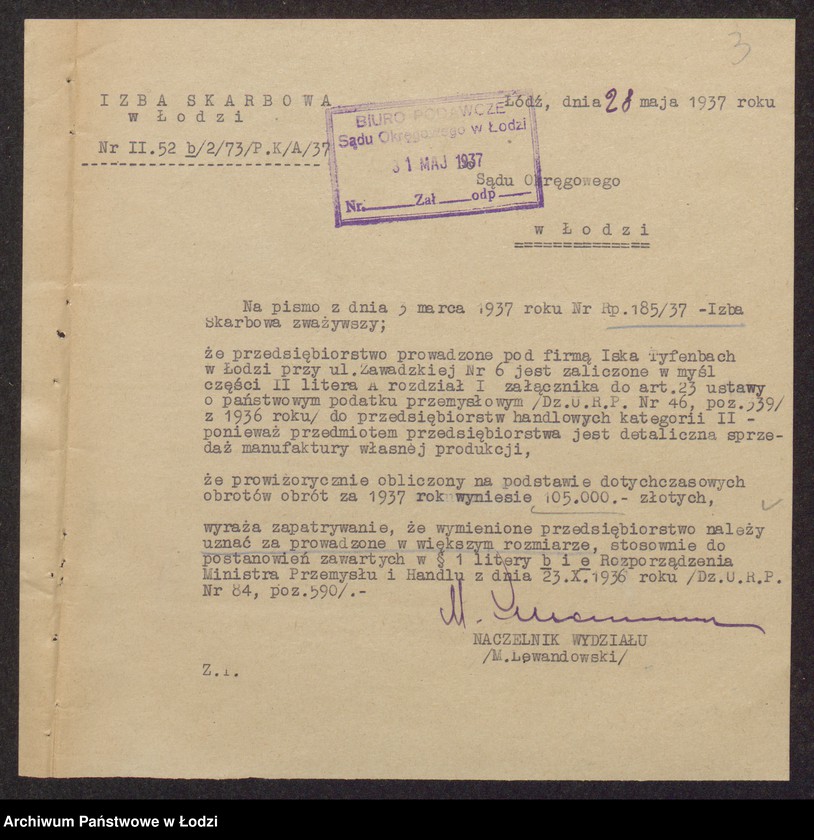 3
IZBA SKARBOWA
w Łodzi
Nr II.52 b/2/73/P.K/A/37
Łódź, dnia 28 maja 1937 roku
BIURO PODAWCZE
Sądu Okręgowego w Łodzi
31 MAJ 1937
Nr. Zał odp
Sądu Okręgowego
w Łodzi
Na pismo z dnia 3 marca 1937 roku Nr Rp.185/37 -Izba
Skarbowa zważywszy;
że przedsiębiorstwo prowadzone pod firmą Iska Tyfenbach
w Łodzi przy ul.Zawadzkiej Nr 6 jest zaliczone w myśl
części II litera A rozdział I załącznika do art.23 ustawy
o państwowym podatku przemysłowym /Dz.U.R.P. Nr 46, poz.339/
z 1936 roku/ do przedsiębiorstw handlowych kategorii II -
ponieważ przedmiotem przedsiębiorstwa jest detaliczna sprze-
daż manufaktury własnej produkcji,
że prowizorycznie obliczony na podstawie dotychczasowych
obrotów obrót za 1937 rok wyniesie 105.000.- złotych,
wyraża zapatrywanie, że wymienione przedsiębiorstwo należy
uznać za prowadzone w większym rozmiarze, stosownie do
postanowień zawartych w § 1 litery b i e Rozporządzenia
Ministra Przemysłu i Handlu z dnia 23.X.1936 roku /Dz.U.R.P.
Nr 84, poz.590/.-
NACZELNIK WYDZIAŁU
/M.Lewandowski/
Z.I.
Archiwum Państwowe w Łodzi